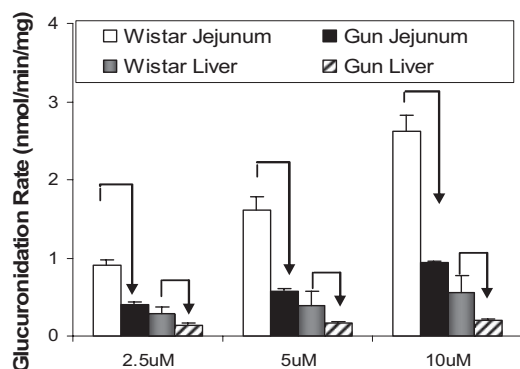 Glucuronidation Rate (nmol/min/mg)
4
3
2
1
0
Wistar Jejunum
Gun Jejunum
Wistar Liver
Gun Liver
2.5uM
5uM
10uM